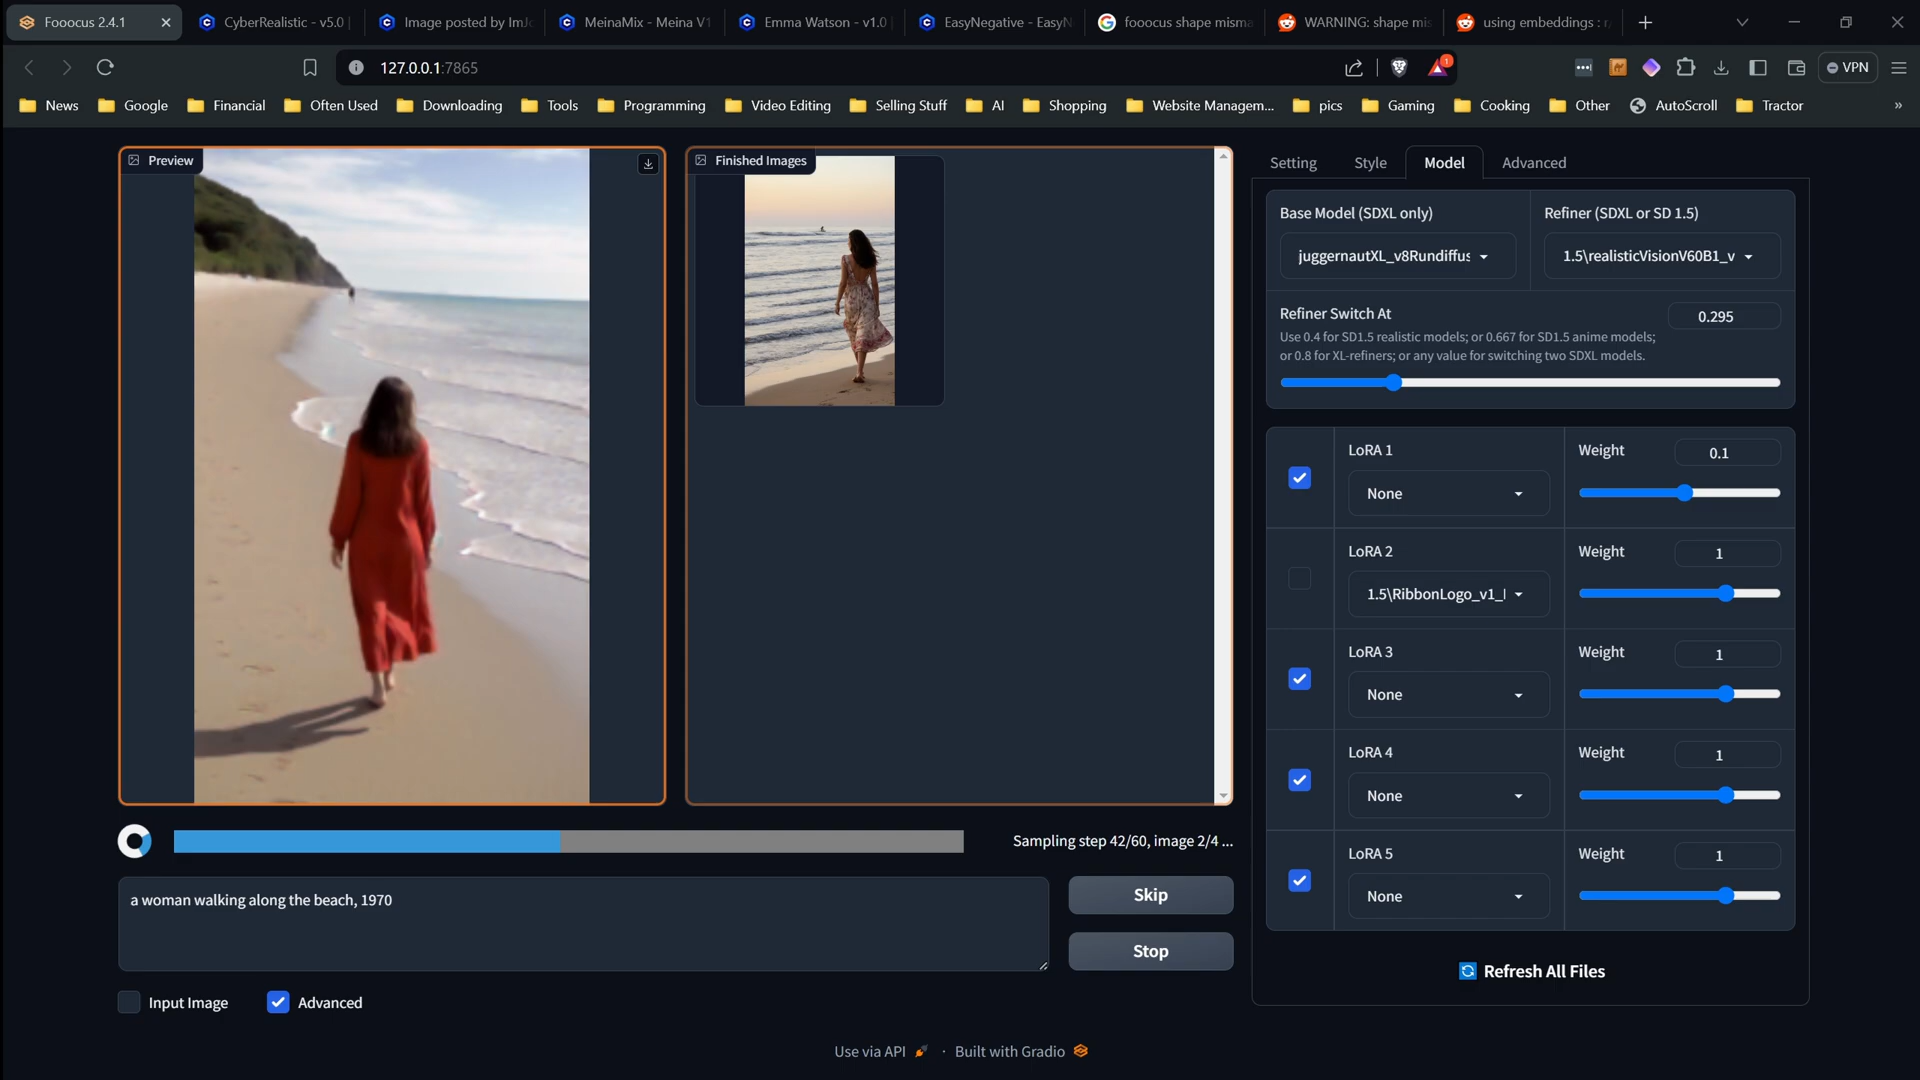 Fooocus 2.4.1
CyberRealistic - v5.0
Image posted by ImJ
MeinaMix - Meina V1
Emma Watson - v1.0
EasyNegative - EasyN
fooocus shape misma
WARNING: shape mis
using embeddings : r
127.0.0.1:7865
1
VPN
News
Google
Financial
Often Used
Downloading
Tools
Programming
Video Editing
Selling Stuff
AI
Shopping
Website Managem...
pics
Gaming
Cooking
Other
AutoScroll
Tractor
»
Preview
Finished Images
Setting
Style
Model
Advanced
Base Model (SDXL only)
Refiner (SDXL or SD 1.5)
juggernautXL_v8Rundiffus
1.5\realisticVisionV60B1_v
Refiner Switch At
0.295
Use 0.4 for SD1.5 realistic models; or 0.667 for SD1.5 anime models;
or 0.8 for XL-refiners; or any value for switching two SDXL models.
LoRA 1
Weight
0.1
None
LoRA 2
Weight
1
1.5\RibbonLogo_v1_
LoRA 3
Weight
1
None
LoRA 4
Weight
1
None
LoRA 5
Weight
1
None
Refresh All Files
Sampling step 42/60, image 2/4 ...
a woman walking along the beach, 1970
Skip
Stop
Input Image
Advanced
Use via API
·
Built with Gradio